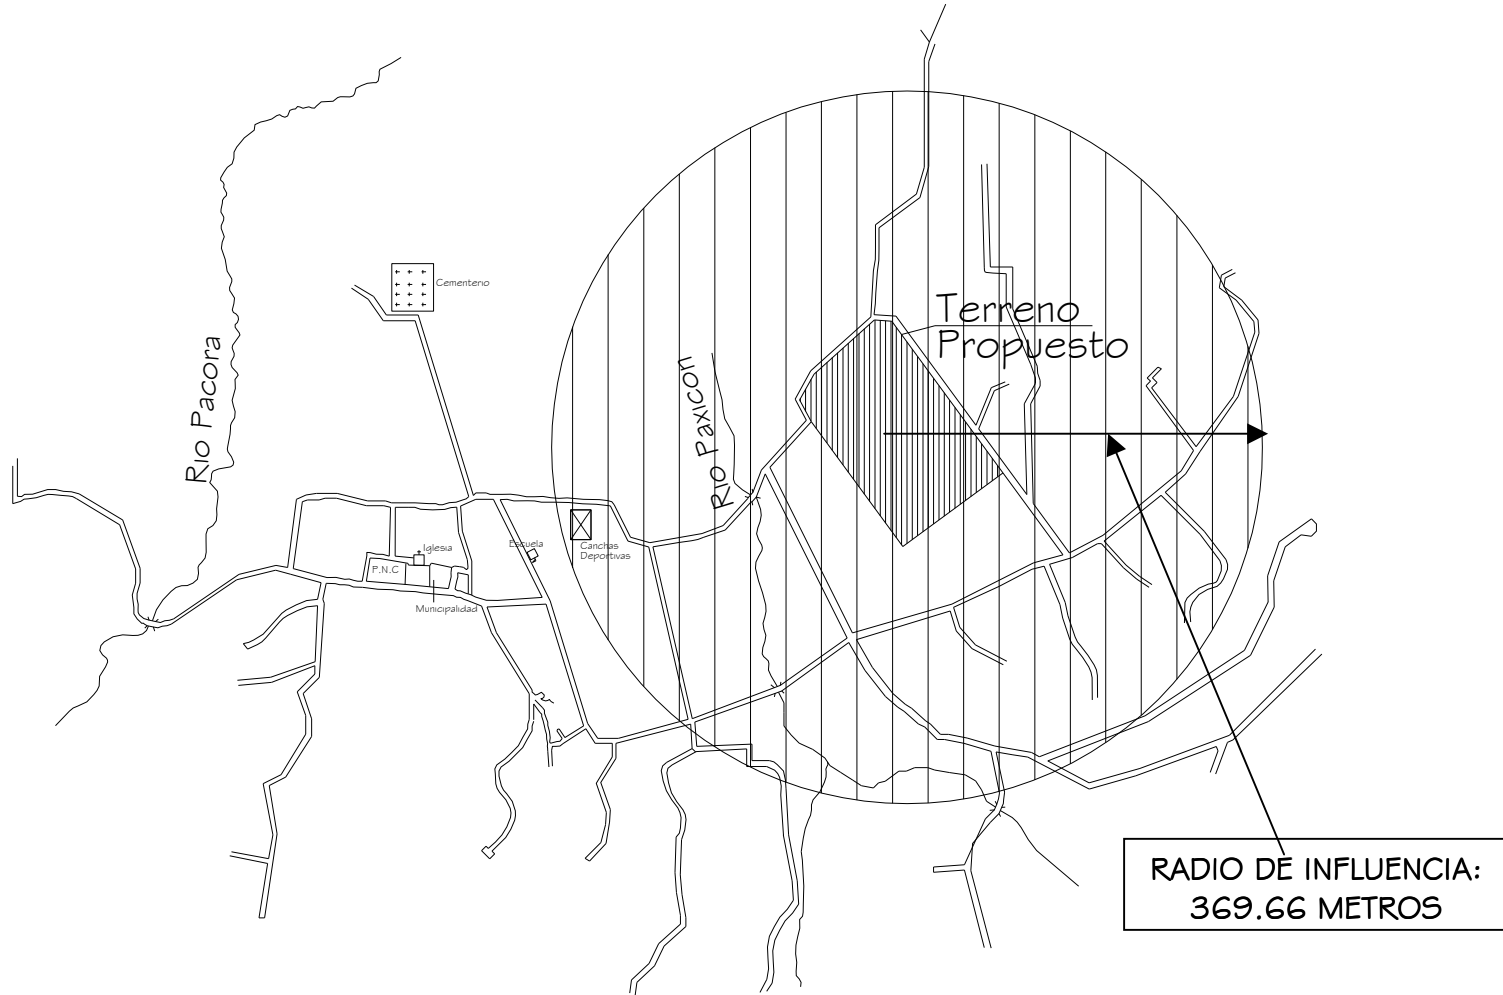 Terreno
Propuesto
Cementerio
Rio Pacora
Rio Paxicon
Escuela
Canchas
Deportivas
Iglesia
P.N.C
Municipalidad
RADIO DE INFLUENCIA:
369.66 METROS